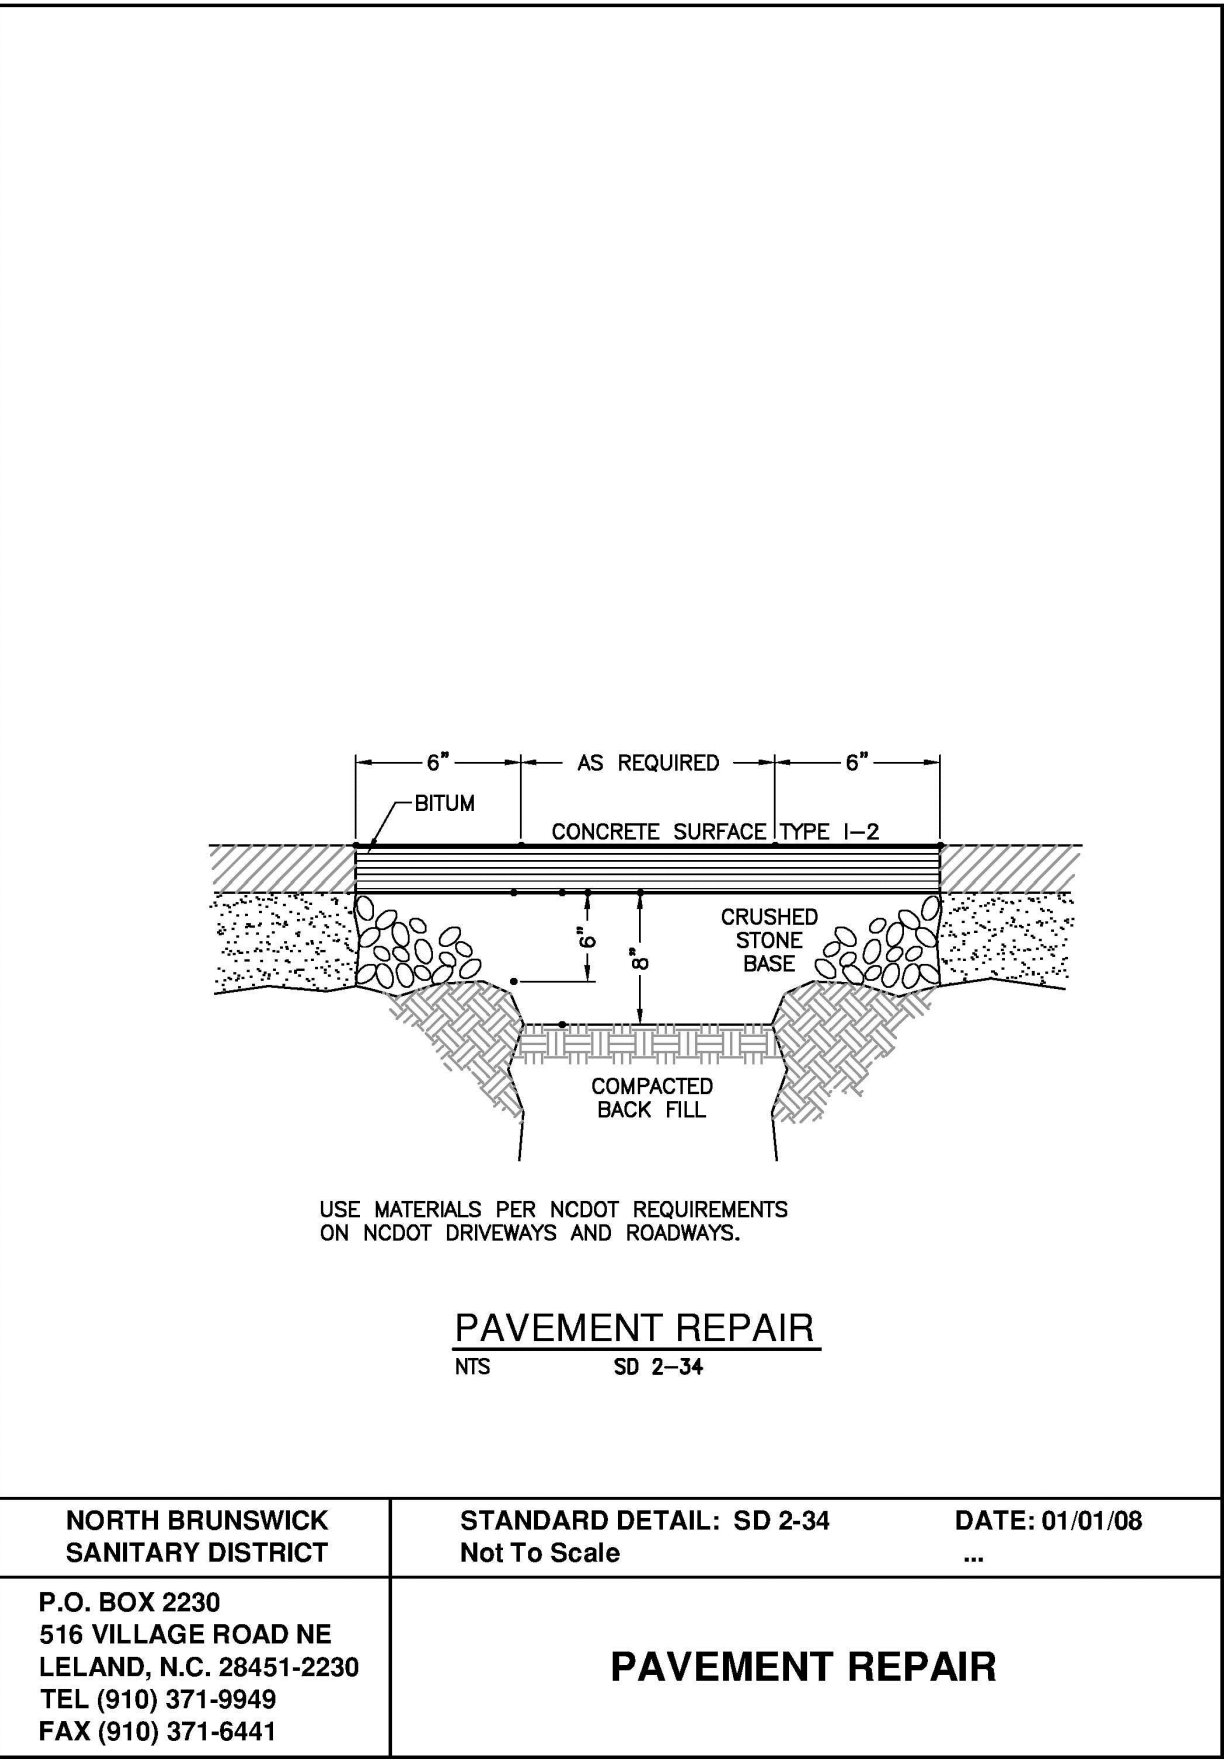 6" AS REQUIRED 6"
BITUM
CONCRETE SURFACE TYPE I-2
6"
8"
CRUSHED
STONE
BASE
COMPACTED
BACK FILL
USE MATERIALS PER NCDOT REQUIREMENTS
ON NCDOT DRIVEWAYS AND ROADWAYS.
PAVEMENT REPAIR
NTS SD 2-34
NORTH BRUNSWICK
SANITARY DISTRICT
STANDARD DETAIL: SD 2-34 DATE: 01/01/08
Not To Scale ...
P.O. BOX 2230
516 VILLAGE ROAD NE
LELAND, N.C. 28451-2230
TEL (910) 371-9949
FAX (910) 371-6441
PAVEMENT REPAIR